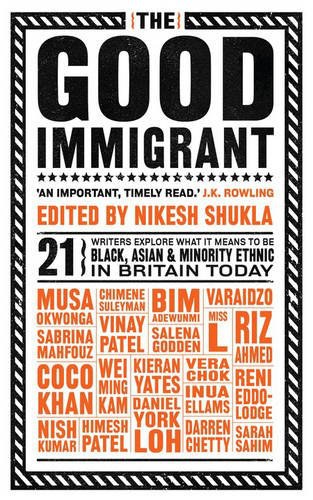 THE
GOOD
IMMIGRANT
'AN IMPORTANT, TIMELY READ.' J.K. ROWLING
EDITED BY NIKESH SHUKLA
21
WRITERS EXPLORE WHAT IT MEANS TO BE
BLACK, ASIAN & MINORITY ETHNIC
IN BRITAIN TODAY
MUSA
OKWONGA
CHIMENE
SULEYMAN
BIM
ADEWUNMI
VARAIDZO
SABRINA
MAHFOUZ
VINAY
PATEL
SALENA
GODDEN
MISS
L
RIZ
AHMED
COCO
KHAN
WEI
MING
KAM
KIERAN
YATES
VERA
CHOK
RENI
EDDO-
LODGE
DANIEL
YORK
LOH
INUA
ELLAMS
NISH
KUMAR
HIMESH
PATEL
DARREN
CHETTY
SARAH
SAHIM